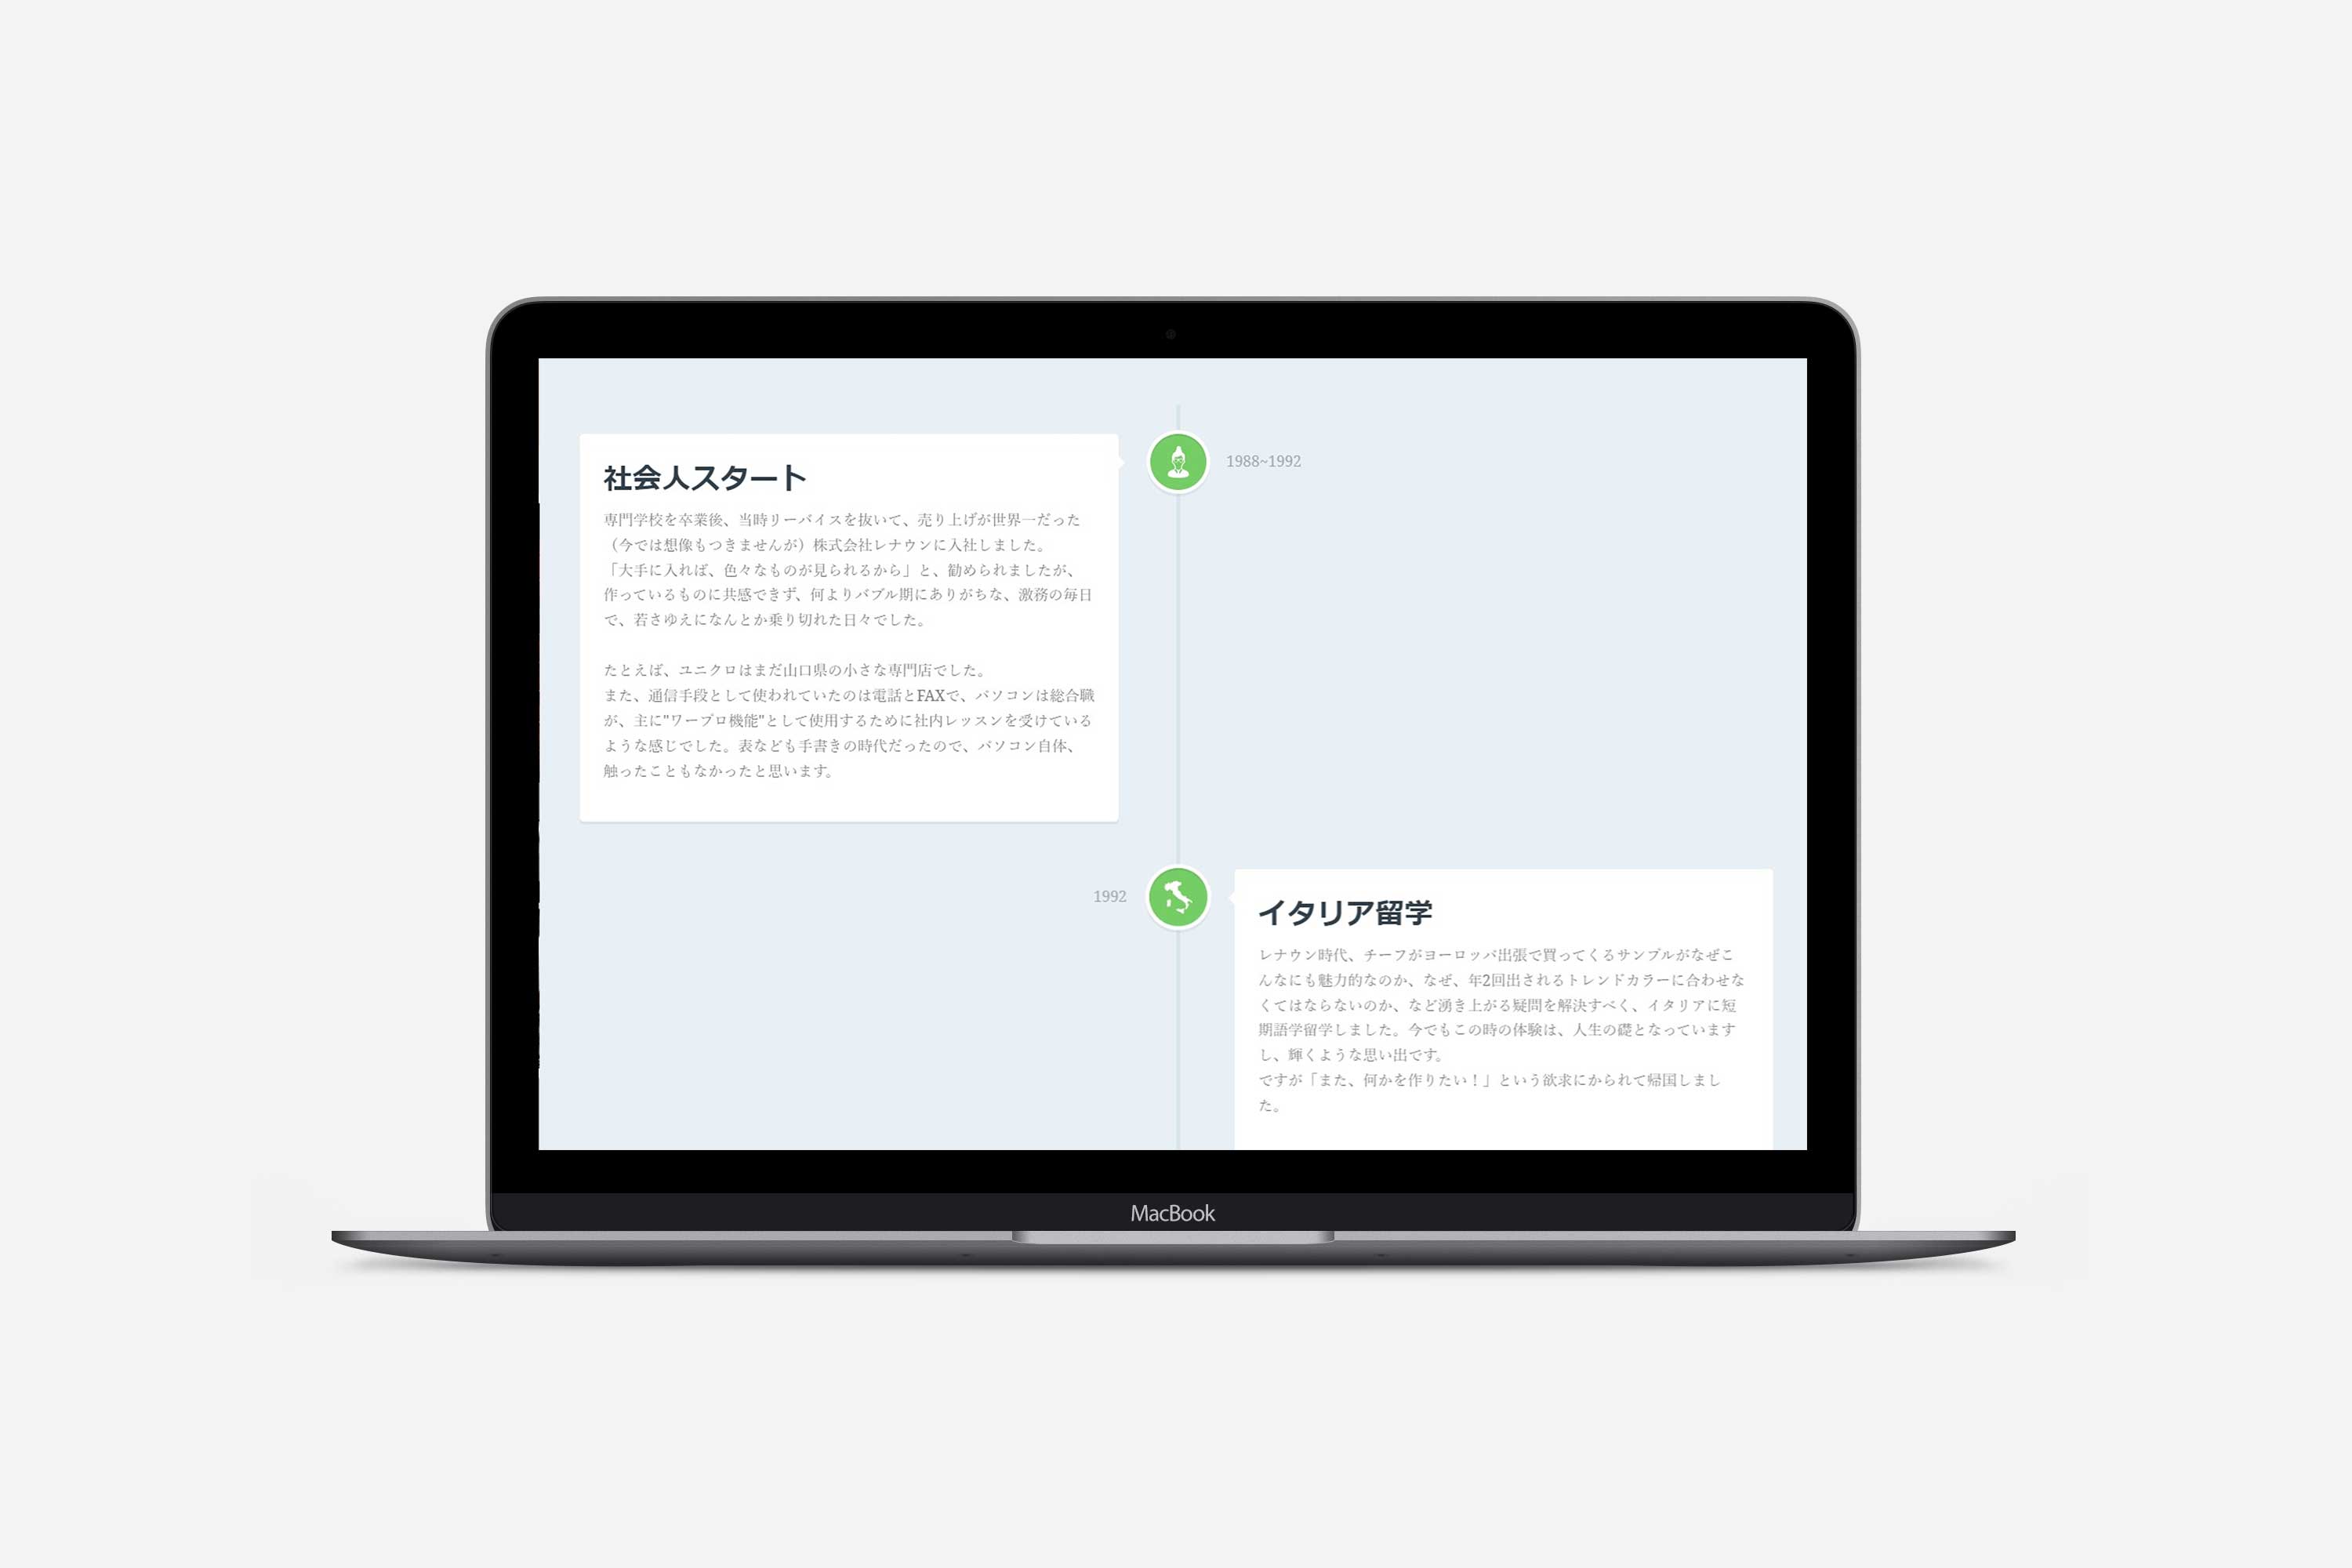 社会人スタート
1988~1992
専門学校を卒業後、当時リーバイスを抜いて、売り上げが世界一だった
（今では想像もつきませんが）株式会社レナウンに入社しました。
「大手に入れば、色々なものが見られるから」と、勧められましたが、
作っているものに共感できず、何よりバブル期にありがちな、激務の毎日
で、若さゆえになんとか乗り切れた日々でした。
たとえば、ユニクロはまだ山口県の小さな専門店でした。
また、通信手段として使われていたのは電話とFAXで、パソコンは総合職
が、主に"ワープロ機能"として使用するために社内レッスンを受けている
ような感じでした。表なども手書きの時代だったので、パソコン自体、
触ったこともなかったと思います。
1992
イタリア留学
レナウン時代、チーフがヨーロッパ出張で買ってくるサンプルがなぜこ
んなにも魅力的なのか、なぜ、年2回出されるトレンドカラーに合わせな
くてはならないのか、など湧き上がる疑問を解決すべく、イタリアに短
期語学留学しました。今でもこの時の体験は、人生の礎となっています
し、輝くような思い出です。
ですが「また、何かを作りたい！」という欲求にかられて帰国しまし
た。
MacBook